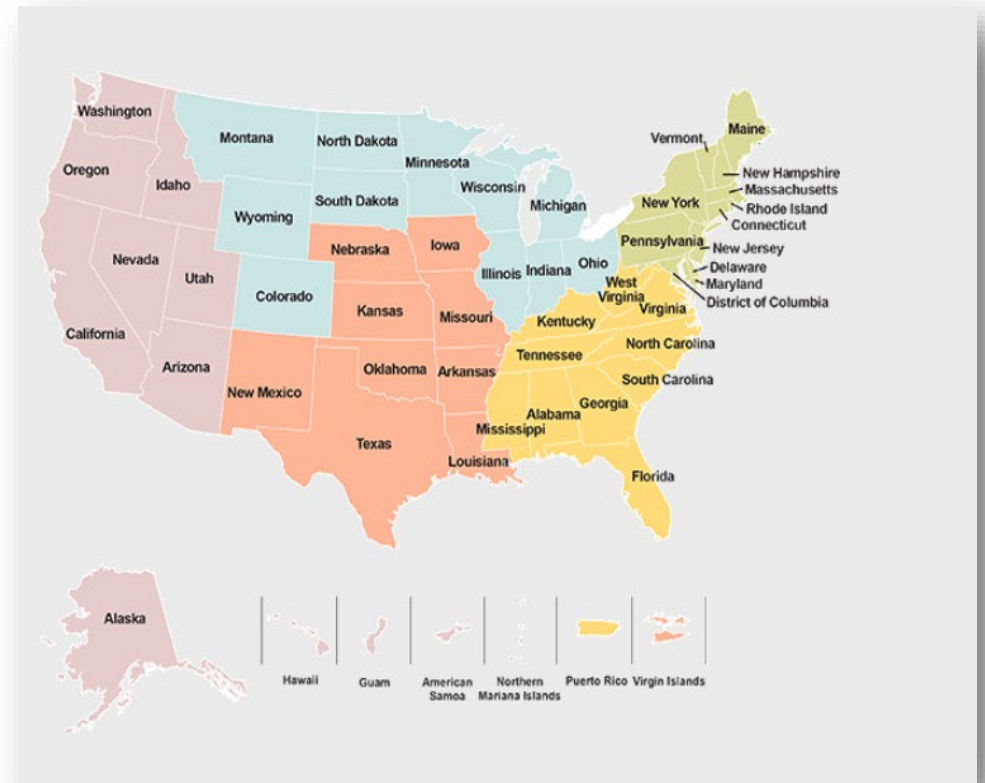 Washington
Montana
North Dakota
Minnesota
Vermont
Maine
Oregon
Idaho
Wisconsin
New Hampshire
Massachusetts
South Dakota
Michigan
New York
Rhode Island
Wyoming
Connecticut
Nebraska
Iowa
Pennsylvania
New Jersey
Nevada
Utah
Illinois
Indiana
Ohio
Delaware
Maryland
Colorado
West
Virginia
District of Columbia
Kansas
Missouri
Virginia
Kentucky
California
North Carolina
Tennessee
Arizona
Oklahoma
Arkansas
South Carolina
New Mexico
Georgia
Alabama
Mississippi
Texas
Louisiana
Florida
Alaska
Hawaii
Guam
American
Samoa
Northern
Mariana Islands
Puerto Rico
Virgin Islands